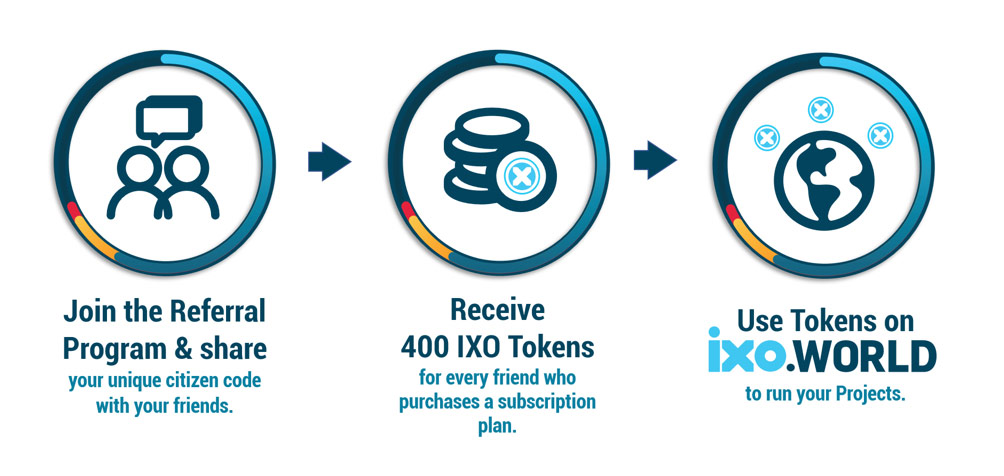 Join the Referral
Program & share
your unique citizen code
with your friends.
Receive
400 IXO Tokens
for every friend who
purchases a subscription
plan.
Use Tokens on
ixo.WORLD
to run your Projects.